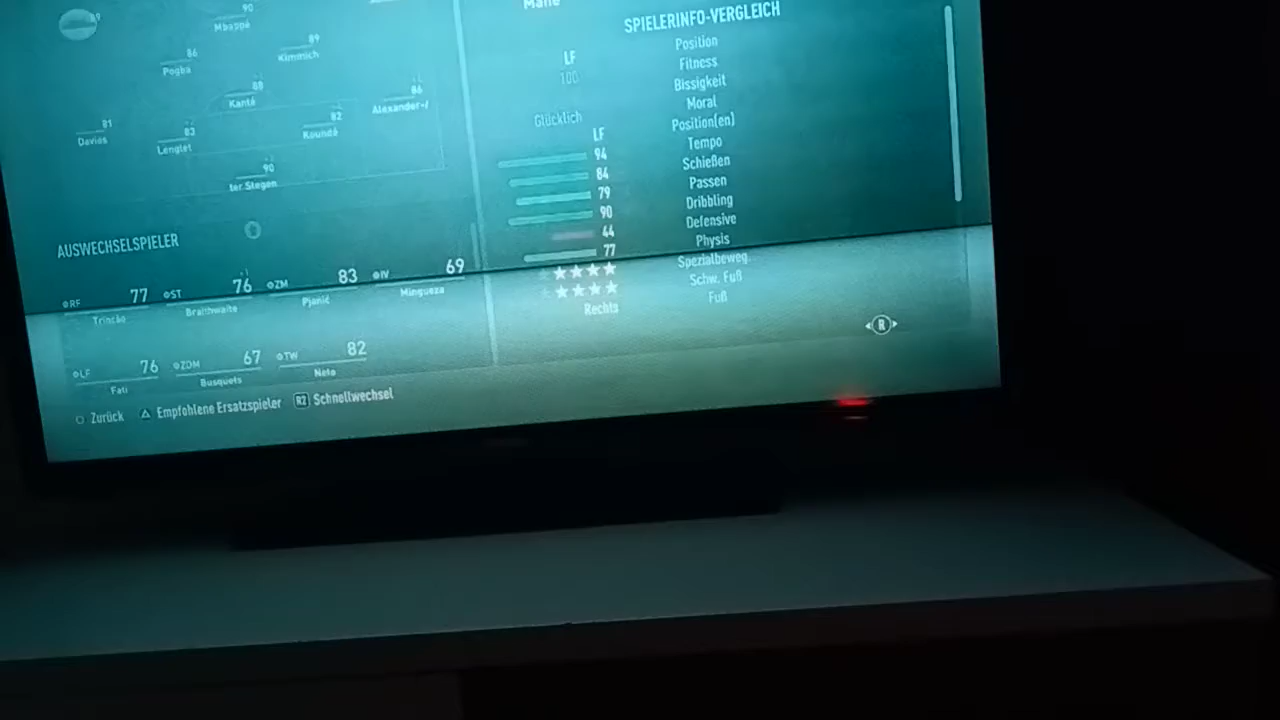 89
90
Mbappé
86
Pogba
89
Kimmich
88
Kanté
86
Alexander-/
81
Davies
83
Lenglet
82
Koundé
90
ter Stegen
AUSWECHSELSPIELER
RF 77
Trincão
ST 76
+1
Braithwaite
ZM 83
Pjanić
IV 69
Mingueza
LF 76
Fati
ZDM 67
Busquets
TW 82
Neto
Zurück
Empfohlene Ersatzspieler
R2 Schnellwechsel
Mané
SPIELERINFO-VERGLEICH
LF Position
100 Fitness
Bissigkeit
Glücklich Moral
LF Position(en)
94 Tempo
84 Schießen
79 Passen
90 Dribbling
44 Defensive
77 Physis
Spezialbeweg.
Schw. Fuß
Rechts Fuß
R